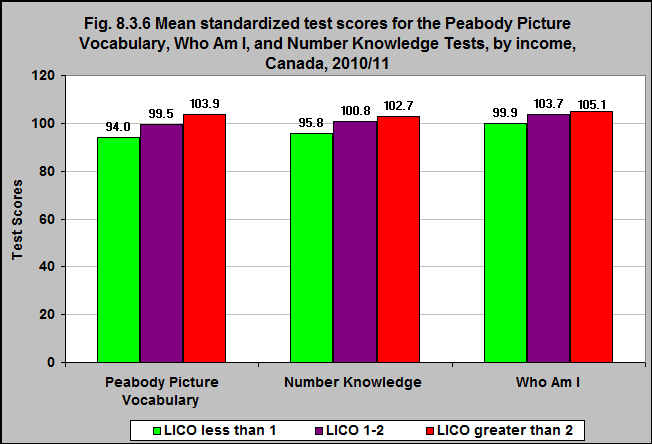 Fig. 8.3.6 Mean standardized test scores for the Peabody Picture
Vocabulary, Who Am I, and Number Knowledge Tests, by income,
Canada, 2010/11
120
100
80
60
40
20
0
Test Scores
94.0
99.5
103.9
95.8
100.8
102.7
99.9
103.7
105.1
Peabody Picture
Vocabulary
Number Knowledge
Who Am I
LICO less than 1
LICO 1-2
LICO greater than 2